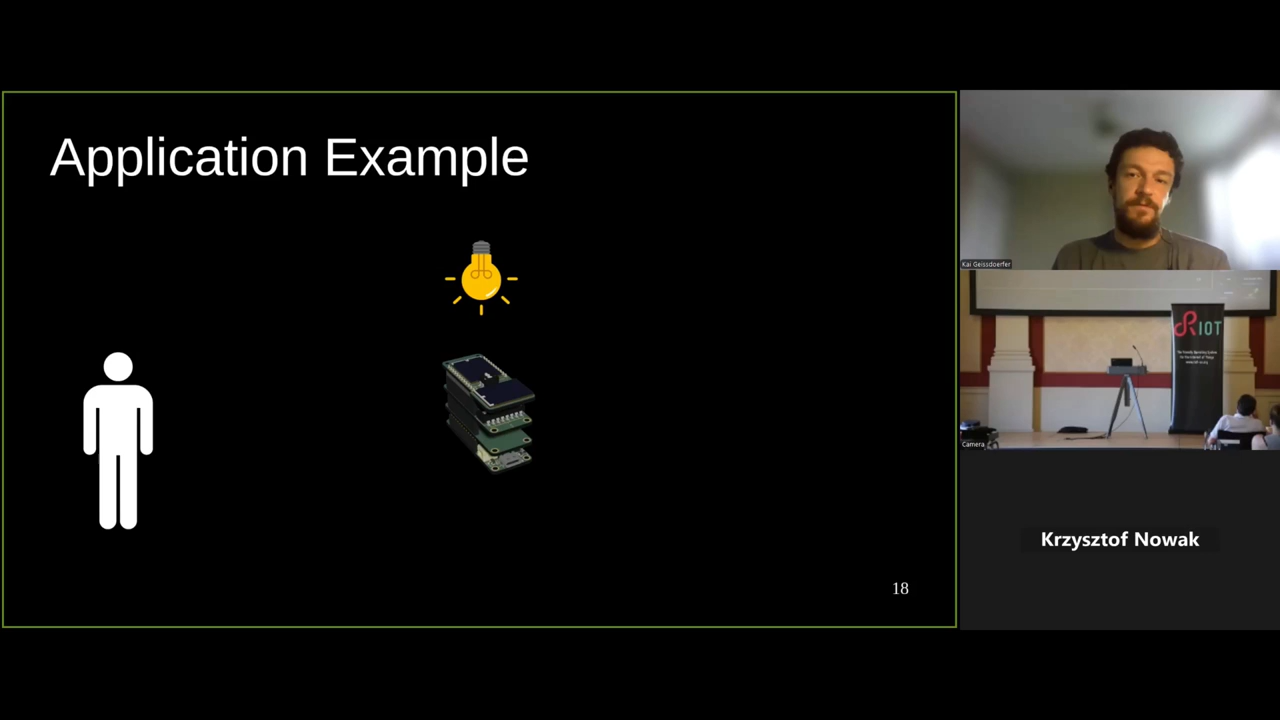 Application Example
18
Kai Geissdoerfer
RIOT
Camera
Krzysztof Nowak